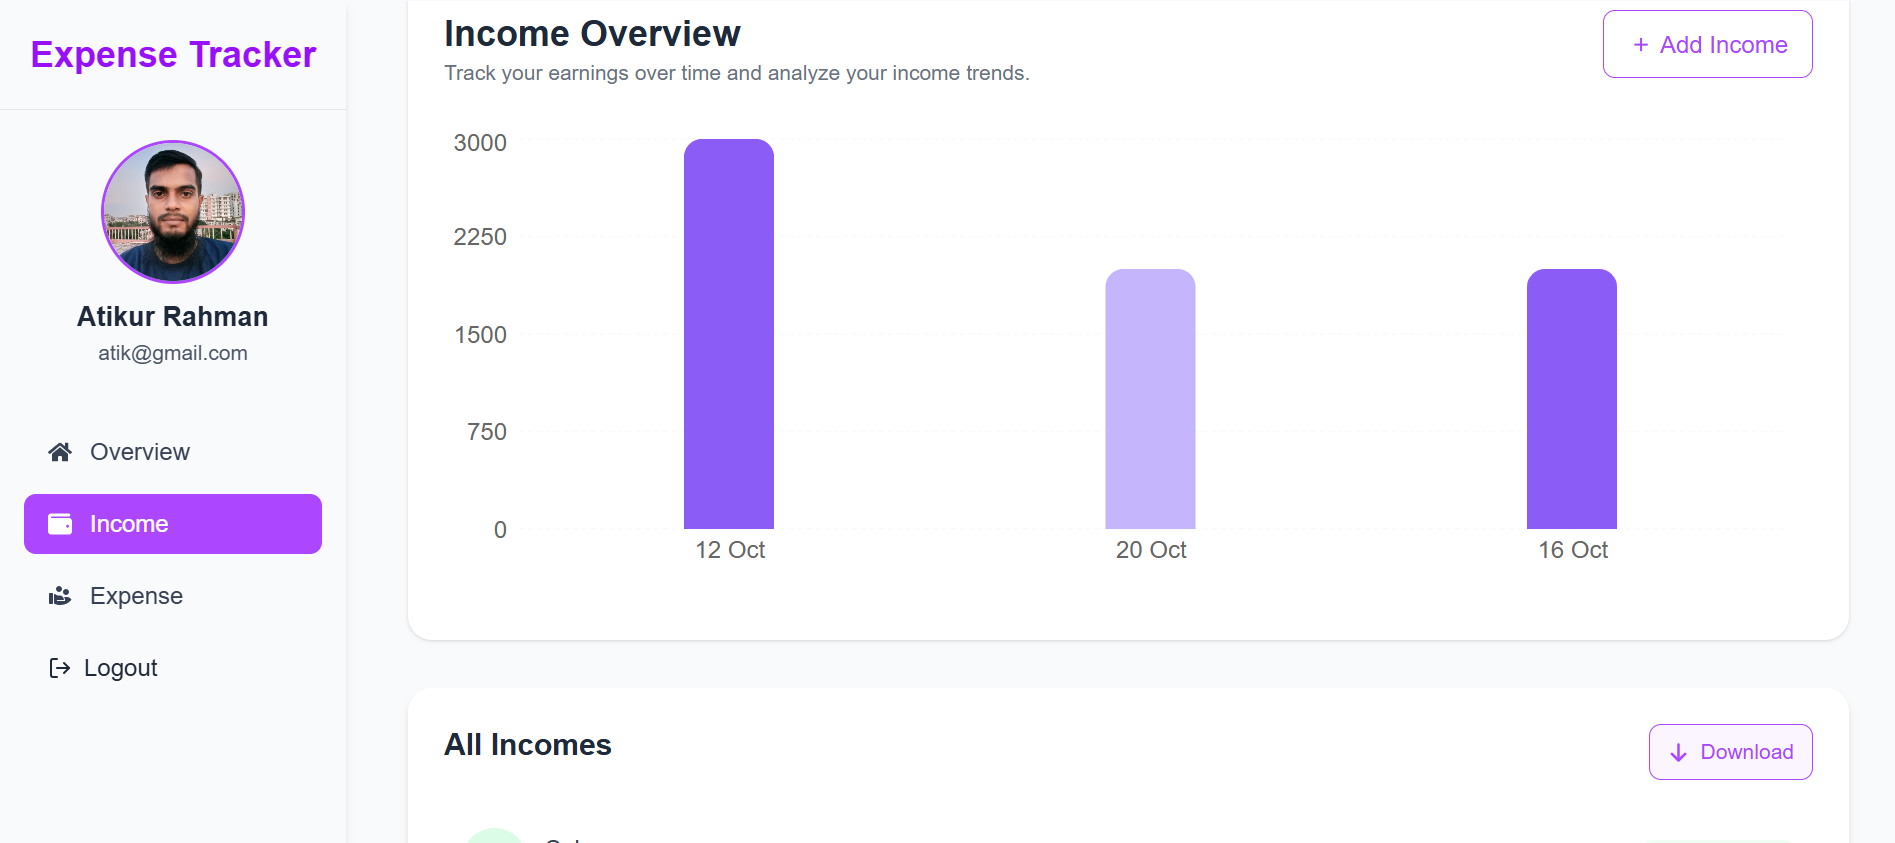 Expense Tracker
Atikur Rahman
atik@gmail.com
Overview
Income
Expense
Logout
Income Overview
Track your earnings over time and analyze your income trends.
+ Add Income
3000
2250
1500
750
0
12 Oct
20 Oct
16 Oct
All Incomes
Download